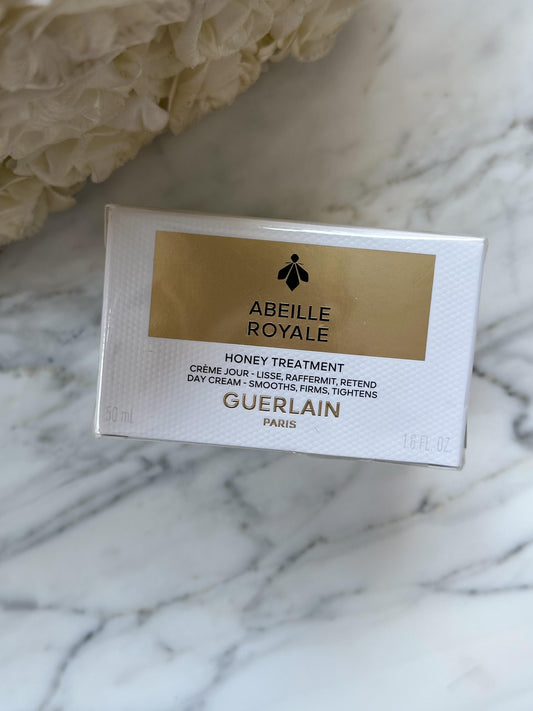 ABEILLE
ROYALE
HONEY TREATMENT
CRÈME JOUR - LISSE, RAFFERMIT, RETEND
DAY CREAM - SMOOTHS, FIRMS, TIGHTENS
GUERLAIN
PARIS
50 mL
1.6 FL. OZ.